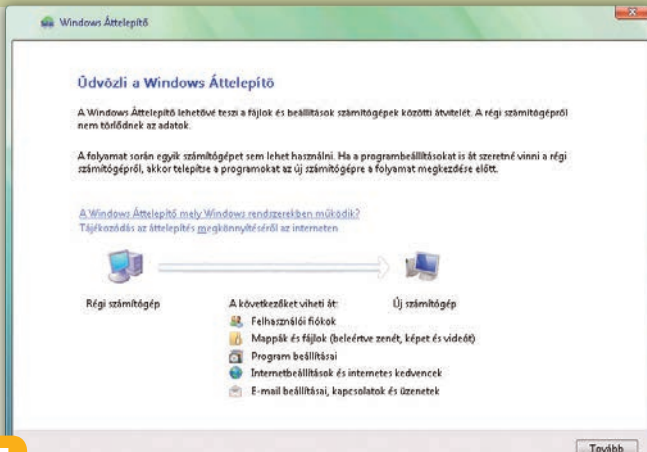 Windows Áttelepítő
Üdvözli a Windows Áttelepítő
A Windows Áttelepítő lehetővé teszi a fájlok és beállítások számítógépek közötti átvitelét. A régi számítógépről
nem törlődnek az adatok.
A folyamat során egyik számítógépet sem lehet használni. Ha a programbeállításokat is át szeretné vinni a régi
számítógépről, akkor telepítse a programokat az új számítógépre a folyamat megkezdése előtt.
A Windows Áttelepítő mely Windows rendszerekben működik?
Tájékozódás az áttelepítés megkönnyítéséről az interneten
Régi számítógép
A következőket viheti át:
Új számítógép
Felhasználói fiókok
Mappák és fájlok (beleértve zenét, képet és videót)
Program beállításai
Internetbeállítások és internetes kedvencek
E-mail beállításai, kapcsolatok és üzenetek
Tovább